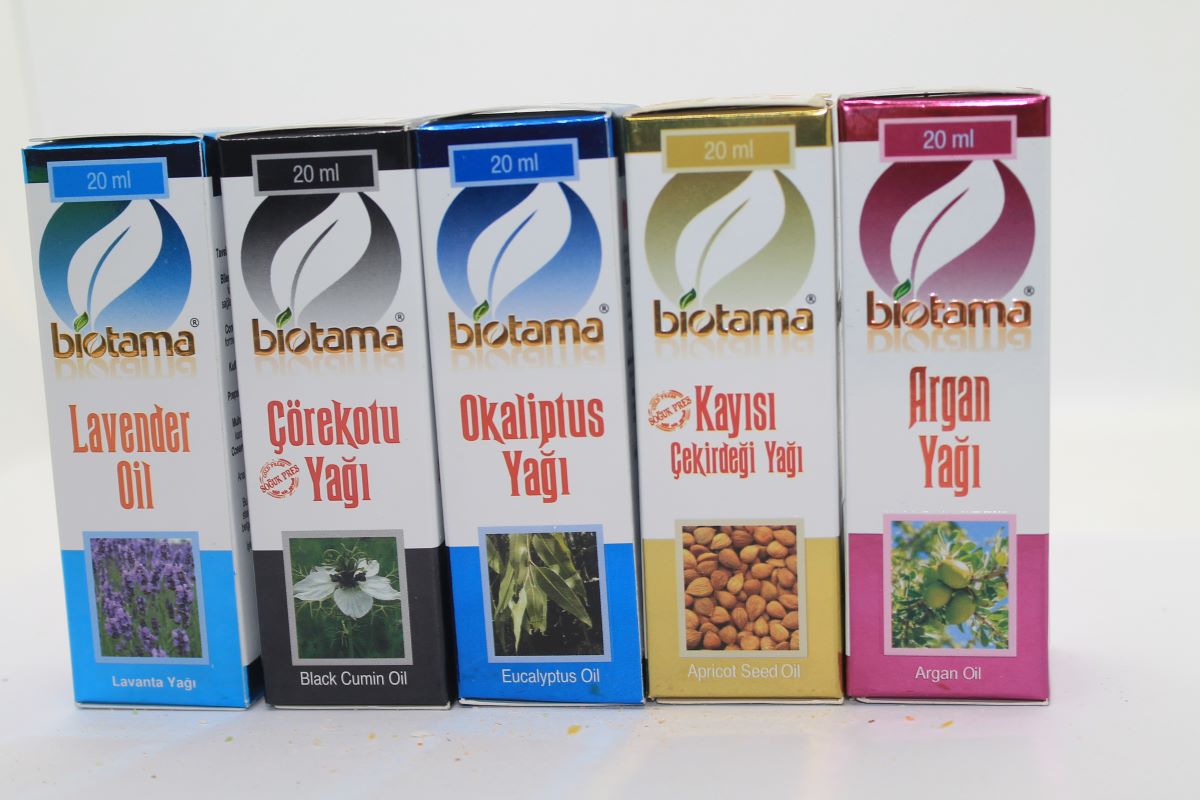 20 ml
biotama®
Lavender
Oil
Lavanta Yağı
20 ml
biotama®
Çörekotu
Yağı
SOĞUK PRES
Black Cumin Oil
20 ml
biotama®
Okaliptus
Yağı
Eucalyptus Oil
20 ml
biotama®
SOĞUK PRES
Kayısı
Çekirdeği Yağı
Apricot Seed Oil
20 ml
biotama®
Argan
Yağı
Argan Oil